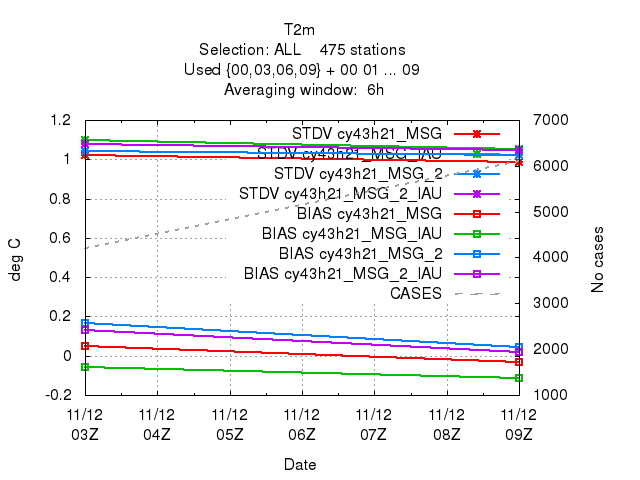 T2m
Selection: ALL 475 stations
Used {00,03,06,09} + 00 01 ... 09
Averaging window: 6h
1.2
1
0.8
0.6
0.4
0.2
0
-0.2
deg C
STDV cy43h21_MSG
STDV cy43h21_MSG_IAU
STDV cy43h21_MSG_2
STDV cy43h21_MSG_2_IAU
BIAS cy43h21_MSG
BIAS cy43h21_MSG_IAU
BIAS cy43h21_MSG_2
BIAS cy43h21_MSG_2_IAU
CASES
7000
6000
5000
4000
3000
2000
1000
No cases
11/12 11/12 11/12 11/12 11/12 11/12 11/12
03Z 04Z 05Z 06Z 07Z 08Z 09Z
Date